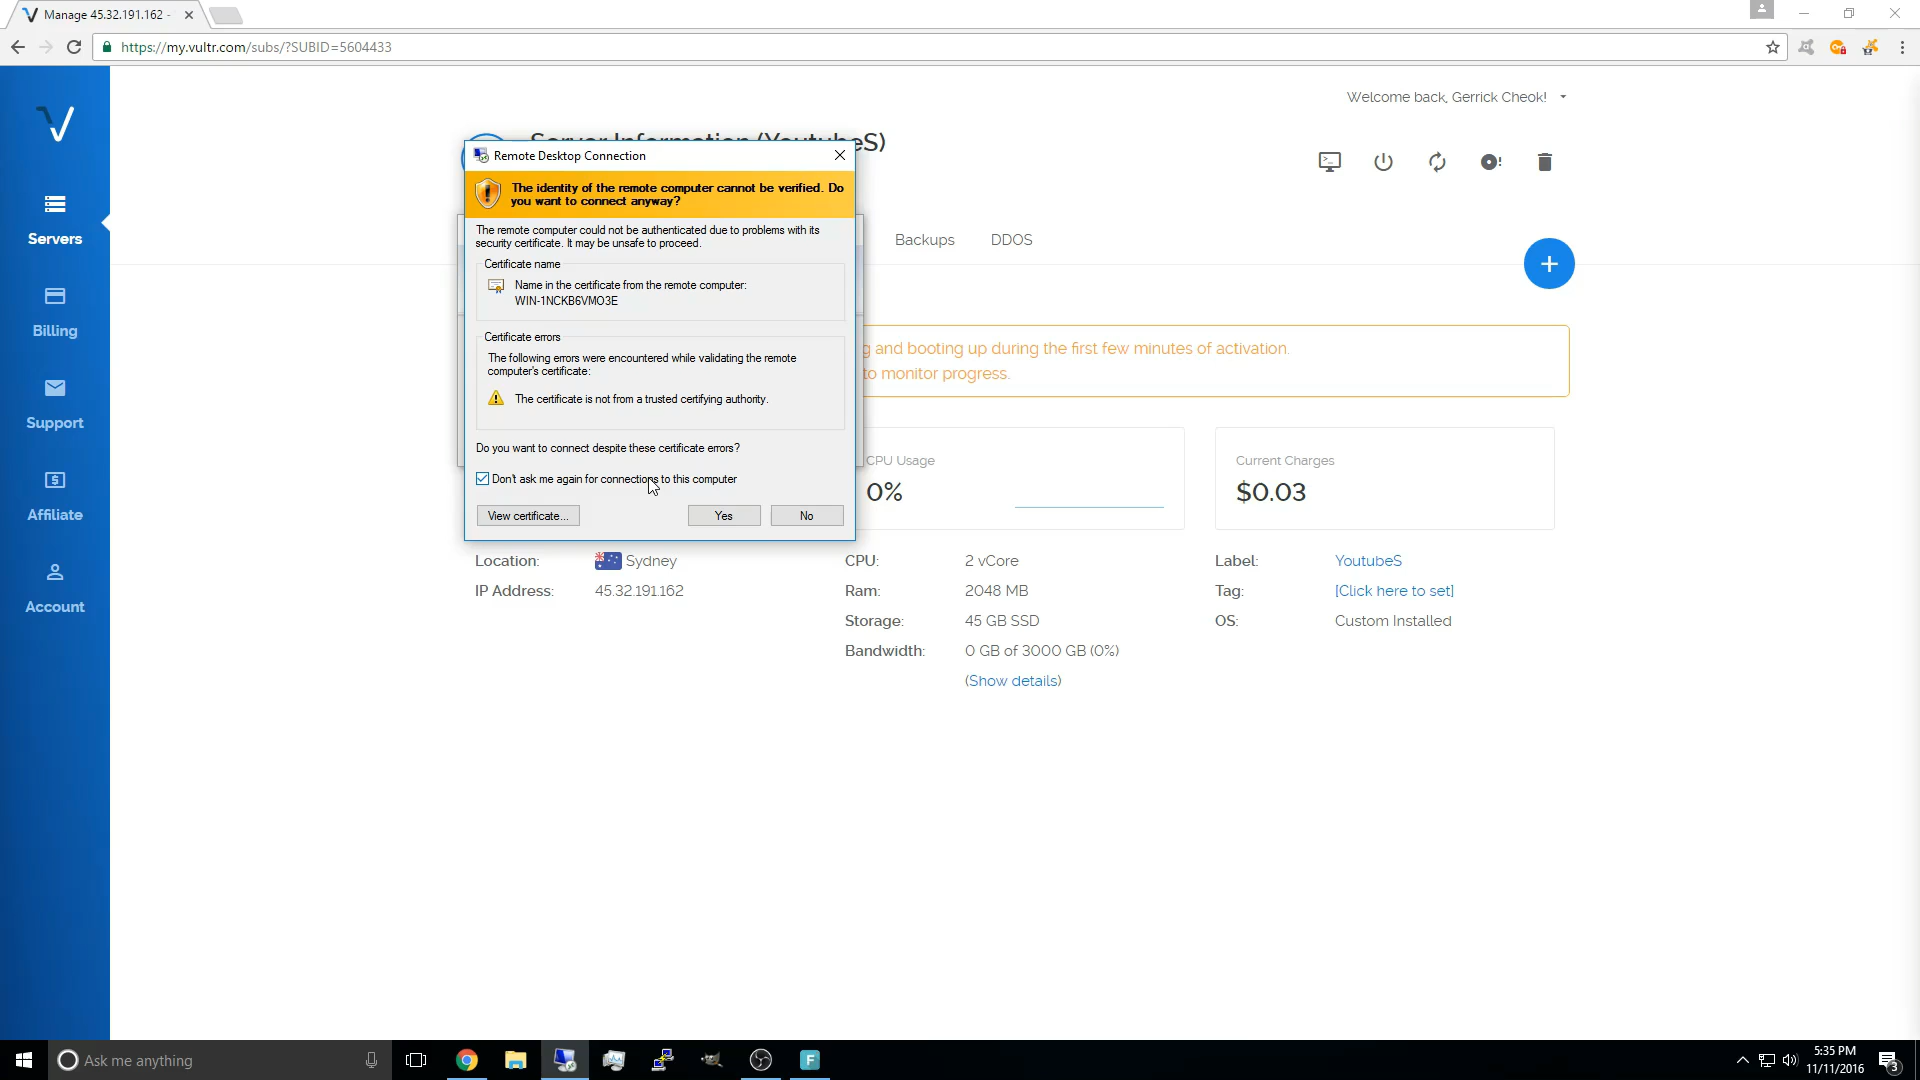 Manage 45.32.191.162 -
https://my.vultr.com/subs/?SUBID=5604433
Welcome back, Gerrick Cheok!
Servers
Billing
Support
Affiliate
Account
Server Information (YoutubeS)
Backups
DDOS
g and booting up during the first few minutes of activation.
to monitor progress.
Remote Desktop Connection
The identity of the remote computer cannot be verified. Do
you want to connect anyway?
The remote computer could not be authenticated due to problems with its
security certificate. It may be unsafe to proceed.
Certificate name
Name in the certificate from the remote computer:
WIN-1NCKB6VMO3E
Certificate errors
The following errors were encountered while validating the remote
computer's certificate:
The certificate is not from a trusted certifying authority.
Do you want to connect despite these certificate errors?
Don't ask me again for connections to this computer
View certificate...
Yes
No
CPU Usage
0%
Current Charges
$0.03
Location:
Sydney
IP Address:
45.32.191.162
CPU:
2 vCore
Ram:
2048 MB
Storage:
45 GB SSD
Bandwidth:
0 GB of 3000 GB (0%)
(Show details)
Label:
YoutubeS
Tag:
[Click here to set]
OS:
Custom Installed
Ask me anything
F
5:35 PM
11/11/2016
3